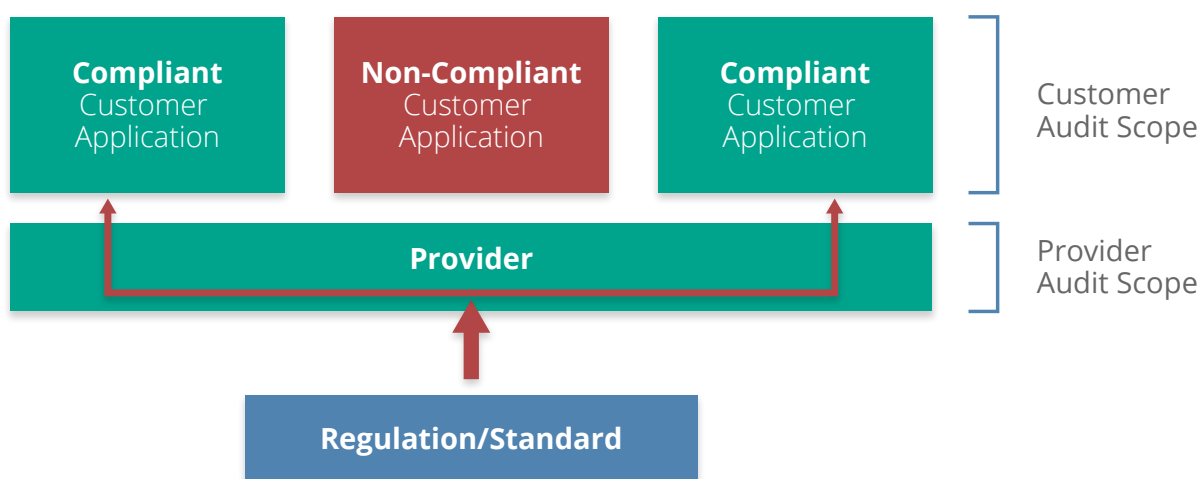 Compliant
Customer
Application
Non-Compliant
Customer
Application
Compliant
Customer
Application
Customer
Audit Scope
Provider
Provider
Audit Scope
Regulation/Standard